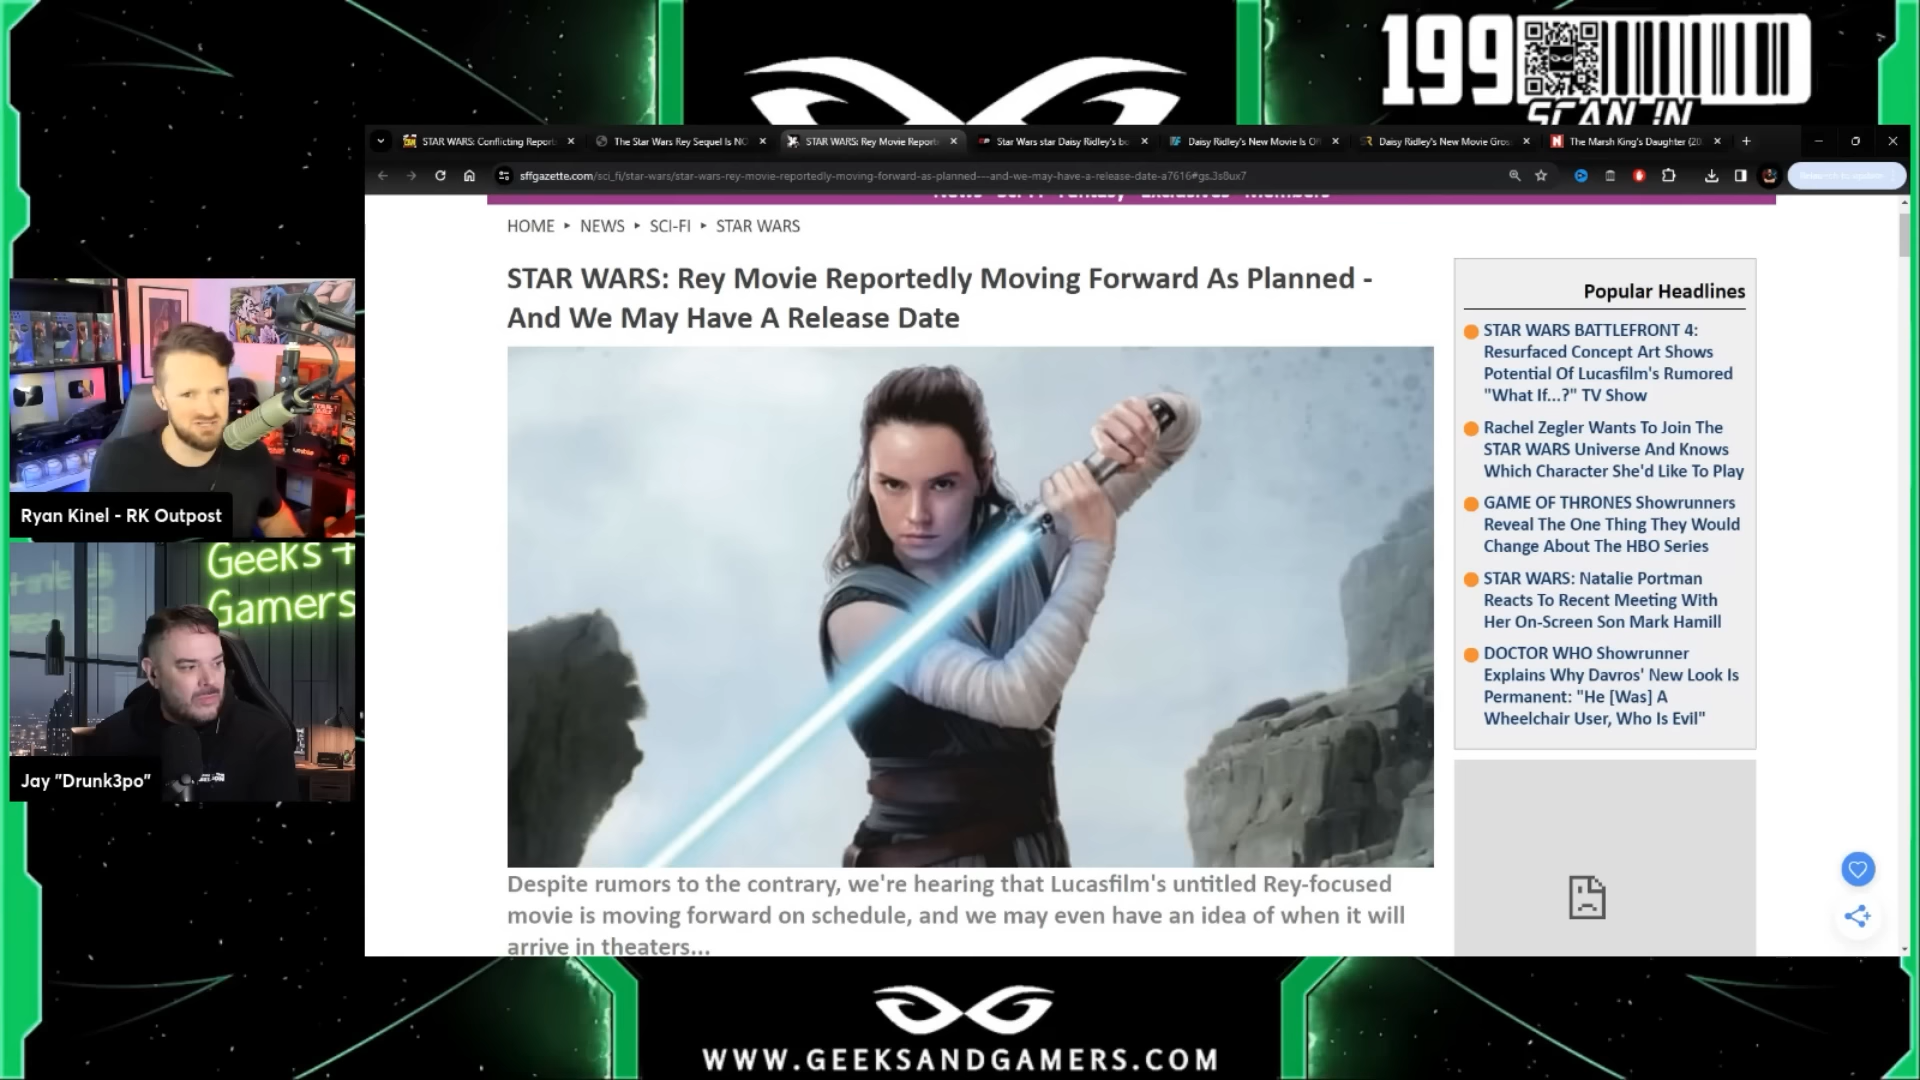 199
SCAN IN
STAR WARS: Conflicting Report
The Star Wars Rey Sequel Is NO
STAR WARS: Rey Movie Report
Star Wars star Daisy Ridley's bo
Daisy Ridley's New Movie Is Of
Daisy Ridley's New Movie Gros
The Marsh King's Daughter (20
sffgazette.com/sci_fi/star-wars/star-wars-rey-movie-reportedly-moving-forward-as-planned---and-we-may-have-a-release-date-a7616#gs.3s8ux7
News Sci-Fi Fantasy Exclusives Members
HOME ▸ NEWS ▸ SCI-FI ▸ STAR WARS
STAR WARS: Rey Movie Reportedly Moving Forward As Planned -
And We May Have A Release Date
Despite rumors to the contrary, we're hearing that Lucasfilm's untitled Rey-focused
movie is moving forward on schedule, and we may even have an idea of when it will
arrive in theaters...
Popular Headlines
STAR WARS BATTLEFRONT 4:
Resurfaced Concept Art Shows
Potential Of Lucasfilm's Rumored
"What If...?" TV Show
Rachel Zegler Wants To Join The
STAR WARS Universe And Knows
Which Character She'd Like To Play
GAME OF THRONES Showrunners
Reveal The One Thing They Would
Change About The HBO Series
STAR WARS: Natalie Portman
Reacts To Recent Meeting With
Her On-Screen Son Mark Hamill
DOCTOR WHO Showrunner
Explains Why Davros' New Look Is
Permanent: "He [Was] A
Wheelchair User, Who Is Evil"
Ryan Kinel - RK Outpost
Geeks +
Gamers
Jay "Drunk3po"
WWW.GEEKSANDGAMERS.COM